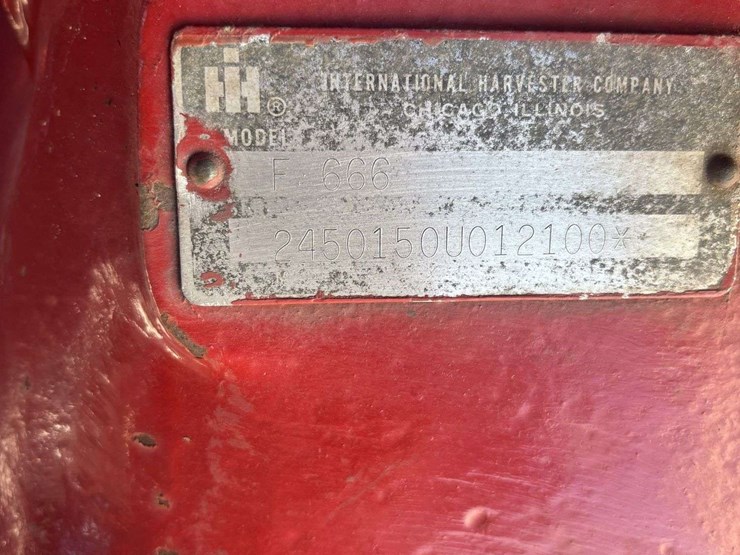 IH ®
INTERNATIONAL HARVESTER COMPANY
CHICAGO ILLINOIS
MODEL
F 666
2450150U012100*